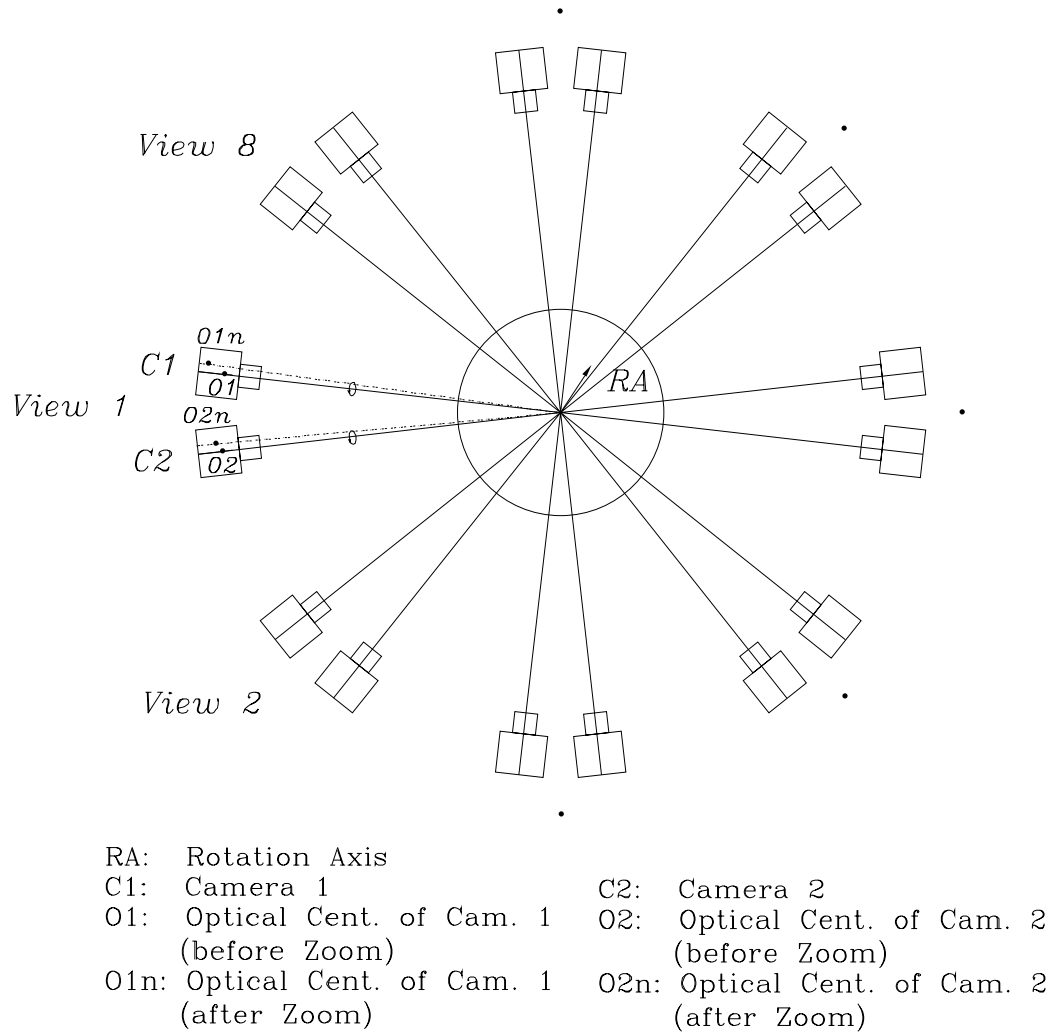 View 8
O1n
C1
O1
RA
View 1
O2n
C2
O2
View 2
RA: Rotation Axis
C1: Camera 1
C2: Camera 2
O1: Optical Cent. of Cam. 1
(before Zoom)
O2: Optical Cent. of Cam. 2
(before Zoom)
O1n: Optical Cent. of Cam. 1
(after Zoom)
O2n: Optical Cent. of Cam. 2
(after Zoom)